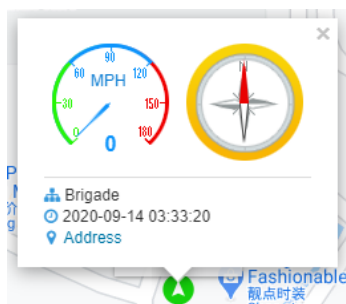 ×
90
60
120
MPH
30
150
0
180
0
N
Brigade
2020-09-14 03:33:20
Address
P
介
g
Fashionable
靓点时装